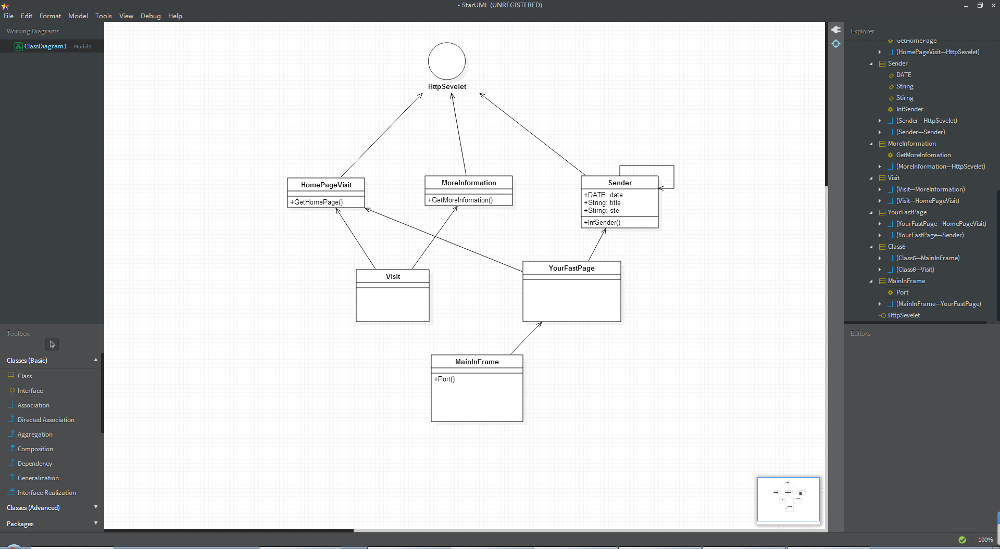 • StarUML (UNREGISTERED)
File Edit Format Model Tools View Debug Help
Working Diagrams
ClassDiagram1 — Model3
Toolbox
Classes (Basic)
Class
Interface
Association
Directed Association
Aggregation
Composition
Dependency
Generalization
Interface Realization
Classes (Advanced)
Packages
HttpSevelet
HomePageVisit
+GetHomePage()
MoreInformation
+GetMoreInfomation()
Sender
+DATE: date
+String: title
+Stirng: ste
+InfSender()
Visit
YourFastPage
MainInFrame
+Port()
Explorer
GetHomePage
(HomePageVisit—HttpSevelet)
Sender
DATE
String
Stirng
InfSender
(Sender—HttpSevelet)
(Sender—Sender)
MoreInformation
GetMoreInfomation
(MoreInformation—HttpSevelet)
Visit
(Visit—MoreInformation)
(Visit—HomePageVisit)
YourFastPage
(YourFastPage—HomePageVisit)
(YourFastPage—Sender)
Class6
(Class6—MainInFrame)
(Class6—Visit)
MainInFrame
Port
(MainInFrame—YourFastPage)
HttpSevelet
Editors
100%